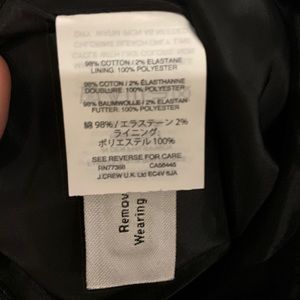 98% COTTON / 2% ELASTANE
LINING: 100% POLYESTER
98% COTON / 2% ÉLASTHANNE
DOUBLURE: 100% POLYESTER
98% BAUMWOLLE / 2% ELASTAN
FUTTER: 100% POLYESTER
綿 98% / エラステーン 2%
ライニング:
ポリエステル 100%
SEE REVERSE FOR CARE
RN77388
J.CREW U.K. Ltd EC4V 6JA
Remov
Wearing